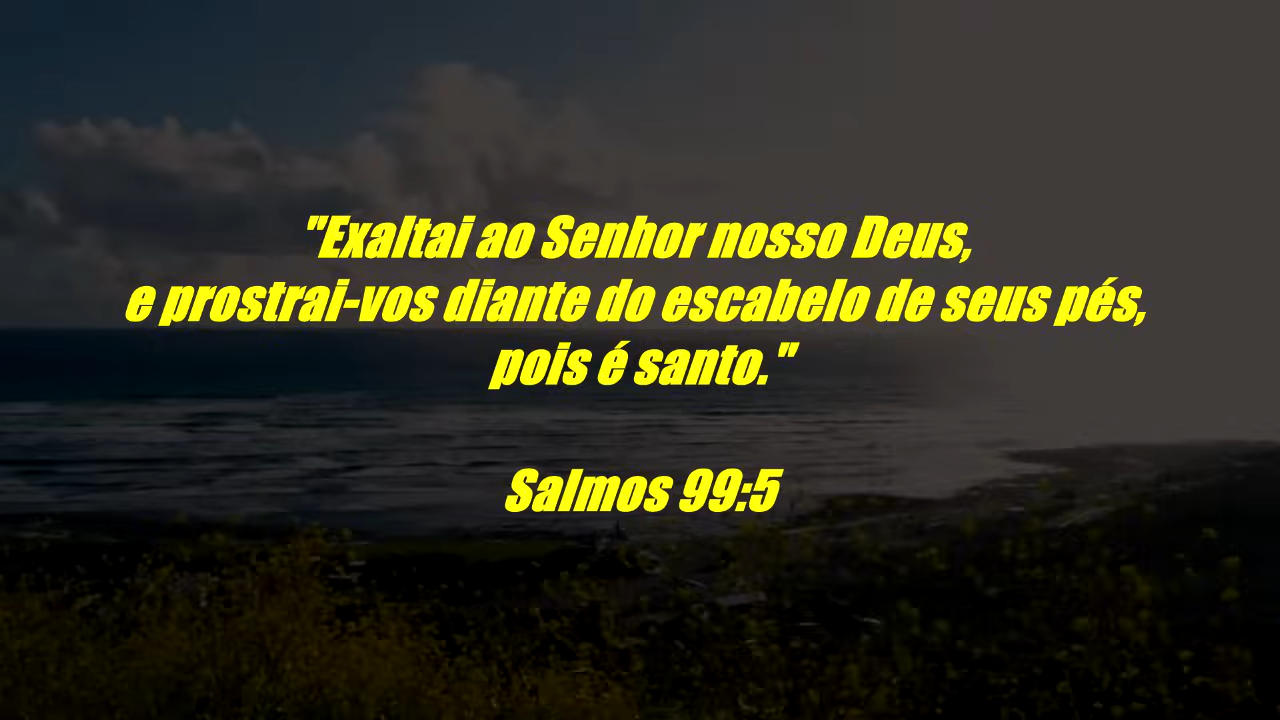 "Exaltai ao Senhor nosso Deus,
e prostrai-vos diante do escabelo de seus pés,
pois é santo."
Salmos 99:5